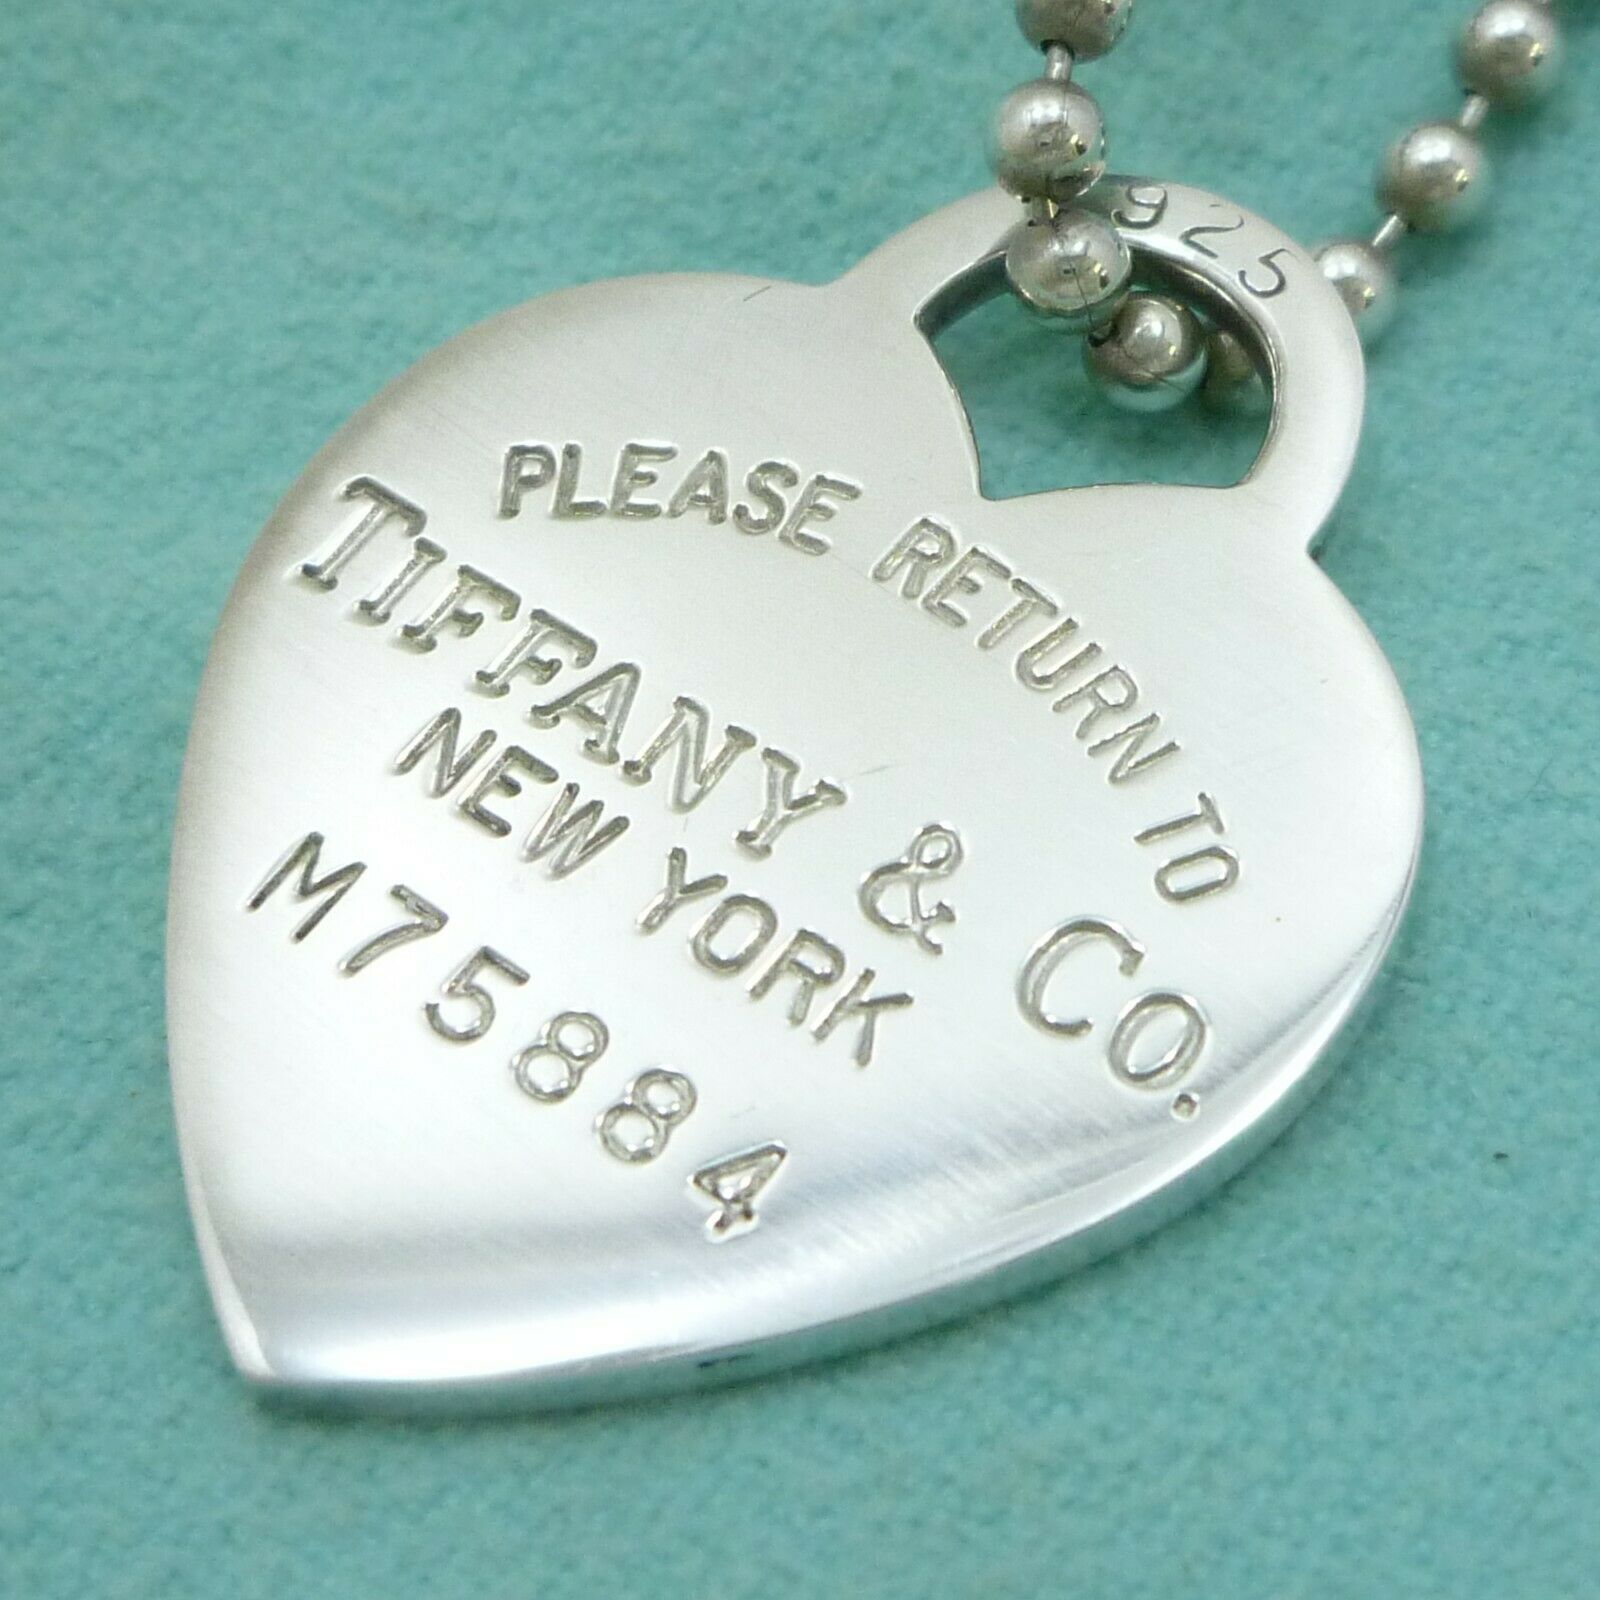 925
PLEASE RETURN TO
TIFFANY & CO.
NEW YORK
M75884